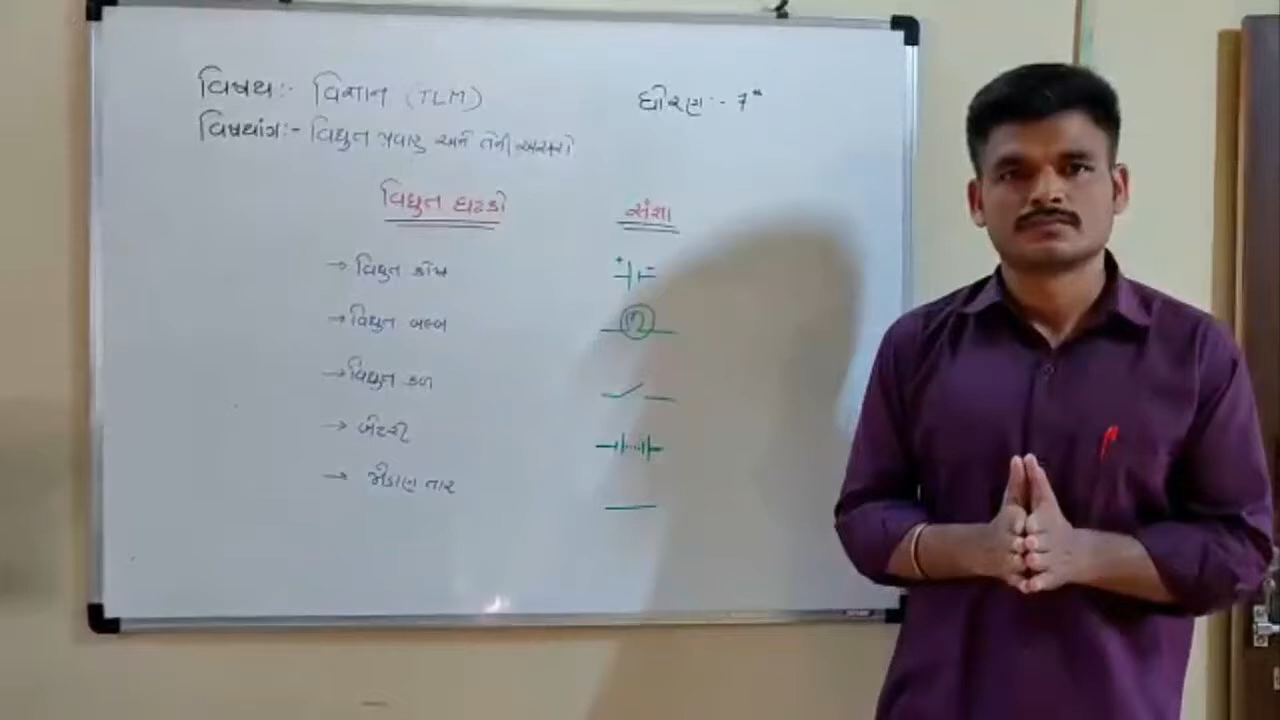 વિષય:- વિજ્ઞાન (TLM)
ધોરણ:- 7
વિષયાંગ:- વિદ્યુત પ્રવાહ અને તેની અસરો
વિદ્યુત ઘટકો સંજ્ઞા
→ વિદ્યુત કોષ + -
→ વિદ્યુત બલ્બ
→ વિદ્યુત કળ
→ બેટરી
→ જોડાણ તાર